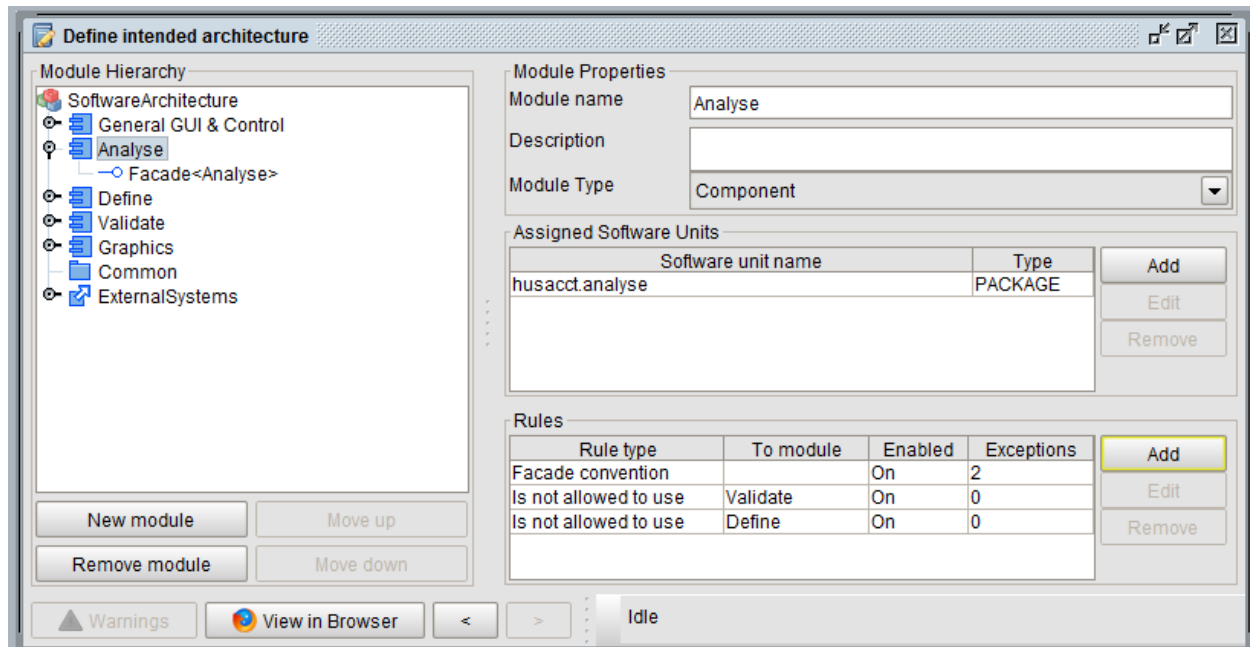 Define intended architecture
Module Hierarchy
SoftwareArchitecture
General GUI & Control
Analyse
Facade<Analyse>
Define
Validate
Graphics
Common
ExternalSystems
New module Move up
Remove module Move down
Module Properties
Module name Analyse
Description
Module Type Component
Assigned Software Units
Software unit name Type
husacct.analyse PACKAGE
Add
Edit
Remove
Rules
Rule type To module Enabled Exceptions
Facade convention On 2
Is not allowed to use Validate On 0
Is not allowed to use Define On 0
Add
Edit
Remove
Warnings View in Browser < > Idle